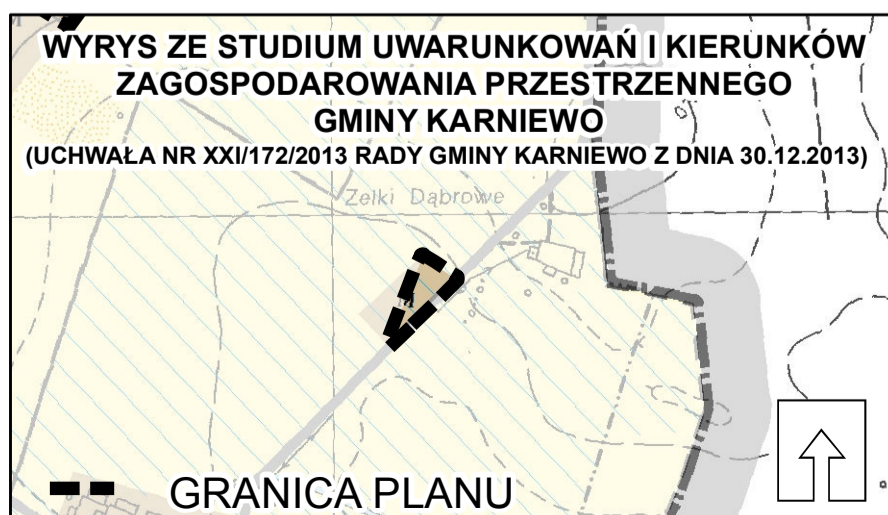 WYRYS ZE STUDIUM UWARUNKOWAŃ I KIERUNKÓW
ZAGOSPODAROWANIA PRZESTRZENNEGO
GMINY KARNIEWO
(UCHWAŁA NR XXI/172/2013 RADY GMINY KARNIEWO Z DNIA 30.12.2013)
Zelki Dąbrowe
M
GRANICA PLANU